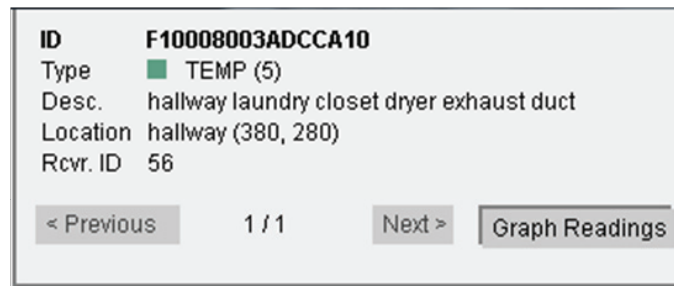 ID F10008003ADCCA10
Type TEMP (5)
Desc. hallway laundry closet dryer exhaust duct
Location hallway (380, 280)
Rcvr. ID 56
< Previous 1 / 1 Next > Graph Readings